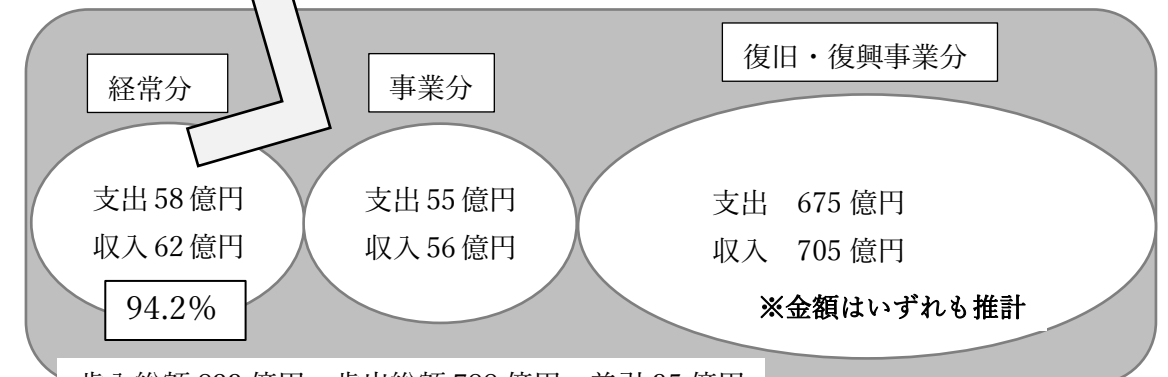 経常分
事業分
復旧・復興事業分
支出 58 億円
収入 62 億円
94.2%
支出 55 億円
収入 56 億円
支出 675 億円
収入 705 億円
※金額はいずれも推計